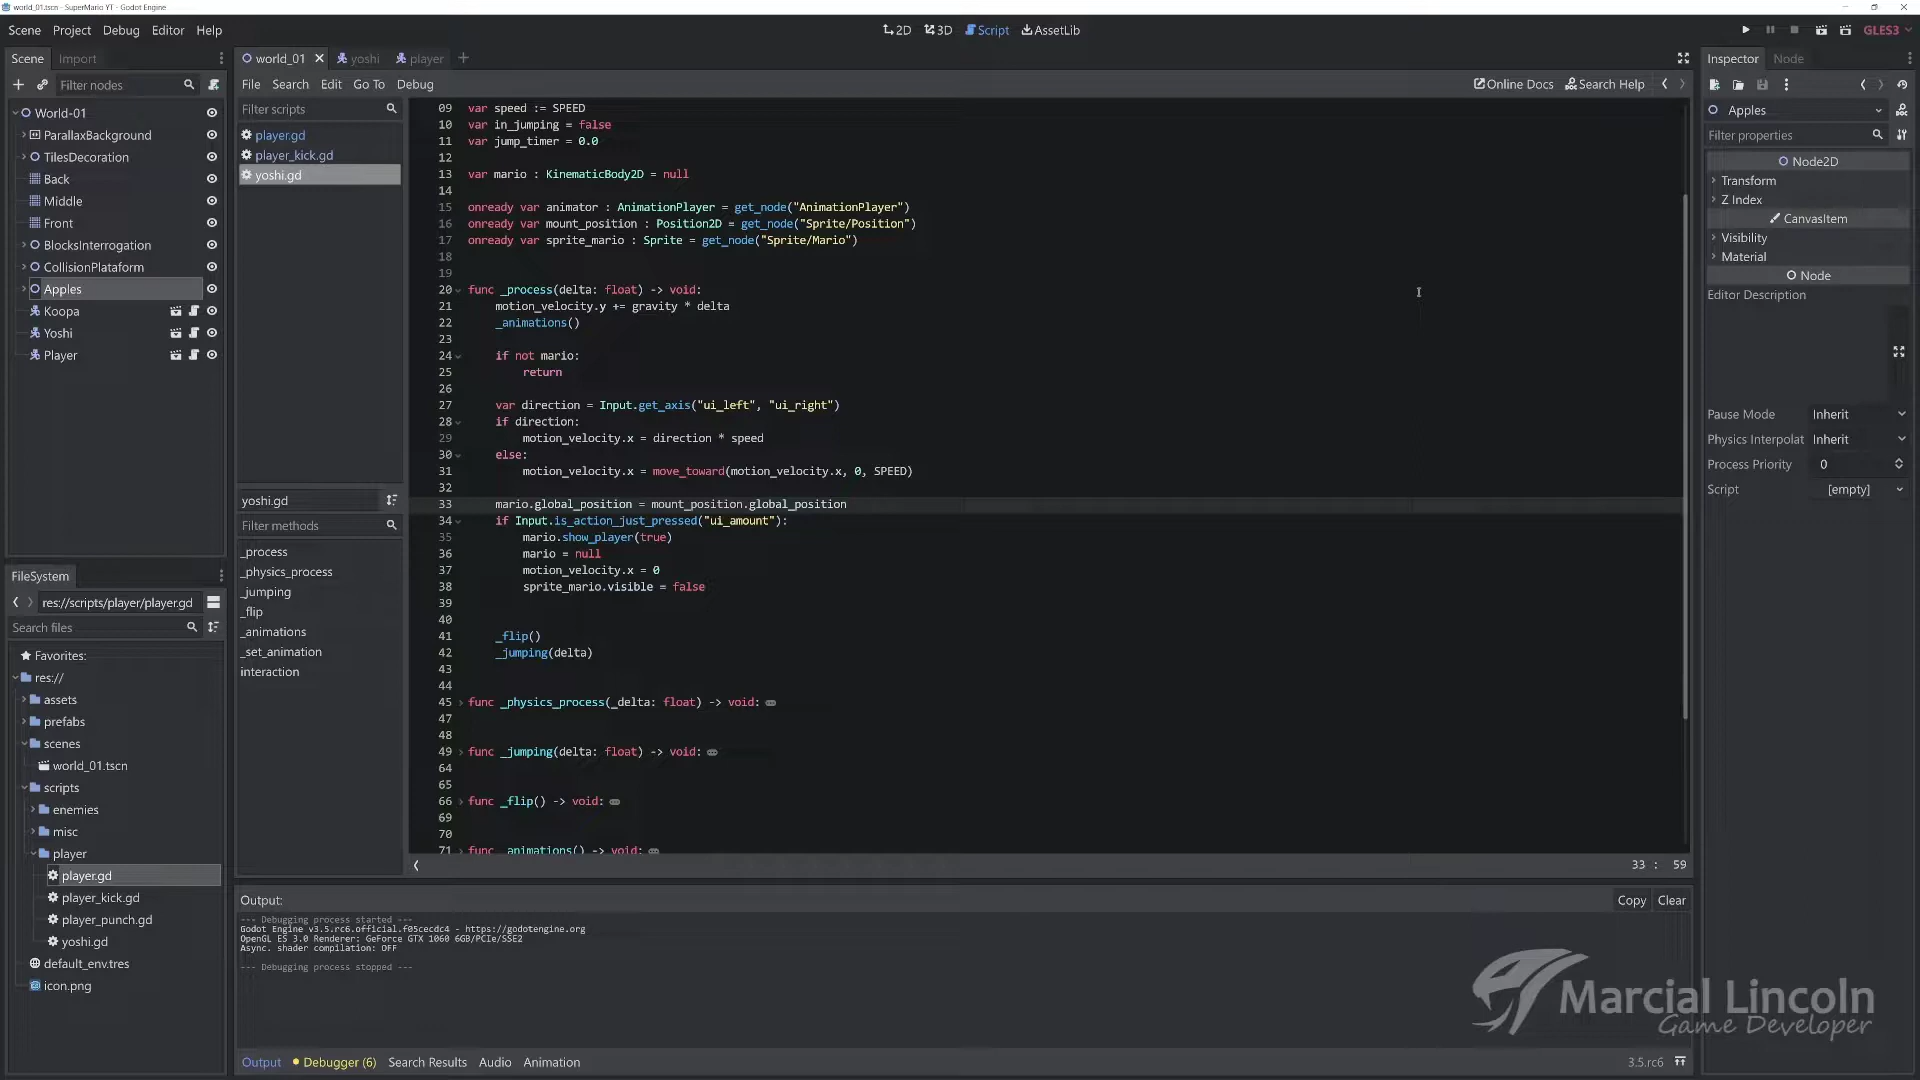 world_01.tscn - SuperMario YT - Godot Engine
Scene Project Debug Editor Help
2D 3D Script AssetLib
GLES3
Scene Import
Filter nodes
World-01
ParallaxBackground
TilesDecoration
Back
Middle
Front
BlocksInterrogation
CollisionPlataform
Apples
Koopa
Yoshi
Player
FileSystem
res://scripts/player/player.gd
Search files
Favorites:
res://
assets
prefabs
scenes
world_01.tscn
scripts
enemies
misc
player
player.gd
player_kick.gd
player_punch.gd
yoshi.gd
default_env.tres
icon.png
world_01 yoshi player
File Search Edit Go To Debug
Online Docs Search Help
Filter scripts
player.gd
player_kick.gd
yoshi.gd
yoshi.gd
Filter methods
_process
_physics_process
_jumping
_flip
_animations
_set_animation
interaction
09 var speed := SPEED
10 var in_jumping = false
11 var jump_timer = 0.0
12
13 var mario : KinematicBody2D = null
14
15 onready var animator : AnimationPlayer = get_node("AnimationPlayer")
16 onready var mount_position : Position2D = get_node("Sprite/Position")
17 onready var sprite_mario : Sprite = get_node("Sprite/Mario")
18
19
20 func _process(delta: float) -> void:
21 motion_velocity.y += gravity * delta
22 _animations()
23
24 if not mario:
25 return
26
27 var direction = Input.get_axis("ui_left", "ui_right")
28 if direction:
29 motion_velocity.x = direction * speed
30 else:
31 motion_velocity.x = move_toward(motion_velocity.x, 0, SPEED)
32
33 mario.global_position = mount_position.global_position
34 if Input.is_action_just_pressed("ui_amount"):
35 mario.show_player(true)
36 mario = null
37 motion_velocity.x = 0
38 sprite_mario.visible = false
39
40
41 _flip()
42 _jumping(delta)
43
44
45 func _physics_process(_delta: float) -> void:
47
48
49 func _jumping(delta: float) -> void:
64
65
66 func _flip() -> void:
69
70
71 func _animations() -> void:
33 : 59
Output:
Copy Clear
--- Debugging process started ---
Godot Engine v3.5.rc6.official.f05cecdc4 - https://godotengine.org
OpenGL ES 3.0 Renderer: GeForce GTX 1060 6GB/PCIe/SSE2
Async. shader compilation: OFF
--- Debugging process stopped ---
Output Debugger (6) Search Results Audio Animation
3.5.rc6
Inspector Node
Apples
Filter properties
Node2D
Transform
Z Index
CanvasItem
Visibility
Material
Node
Editor Description
Pause Mode Inherit
Physics Interpolat Inherit
Process Priority 0
Script [empty]
Marcial Lincoln
Game Developer